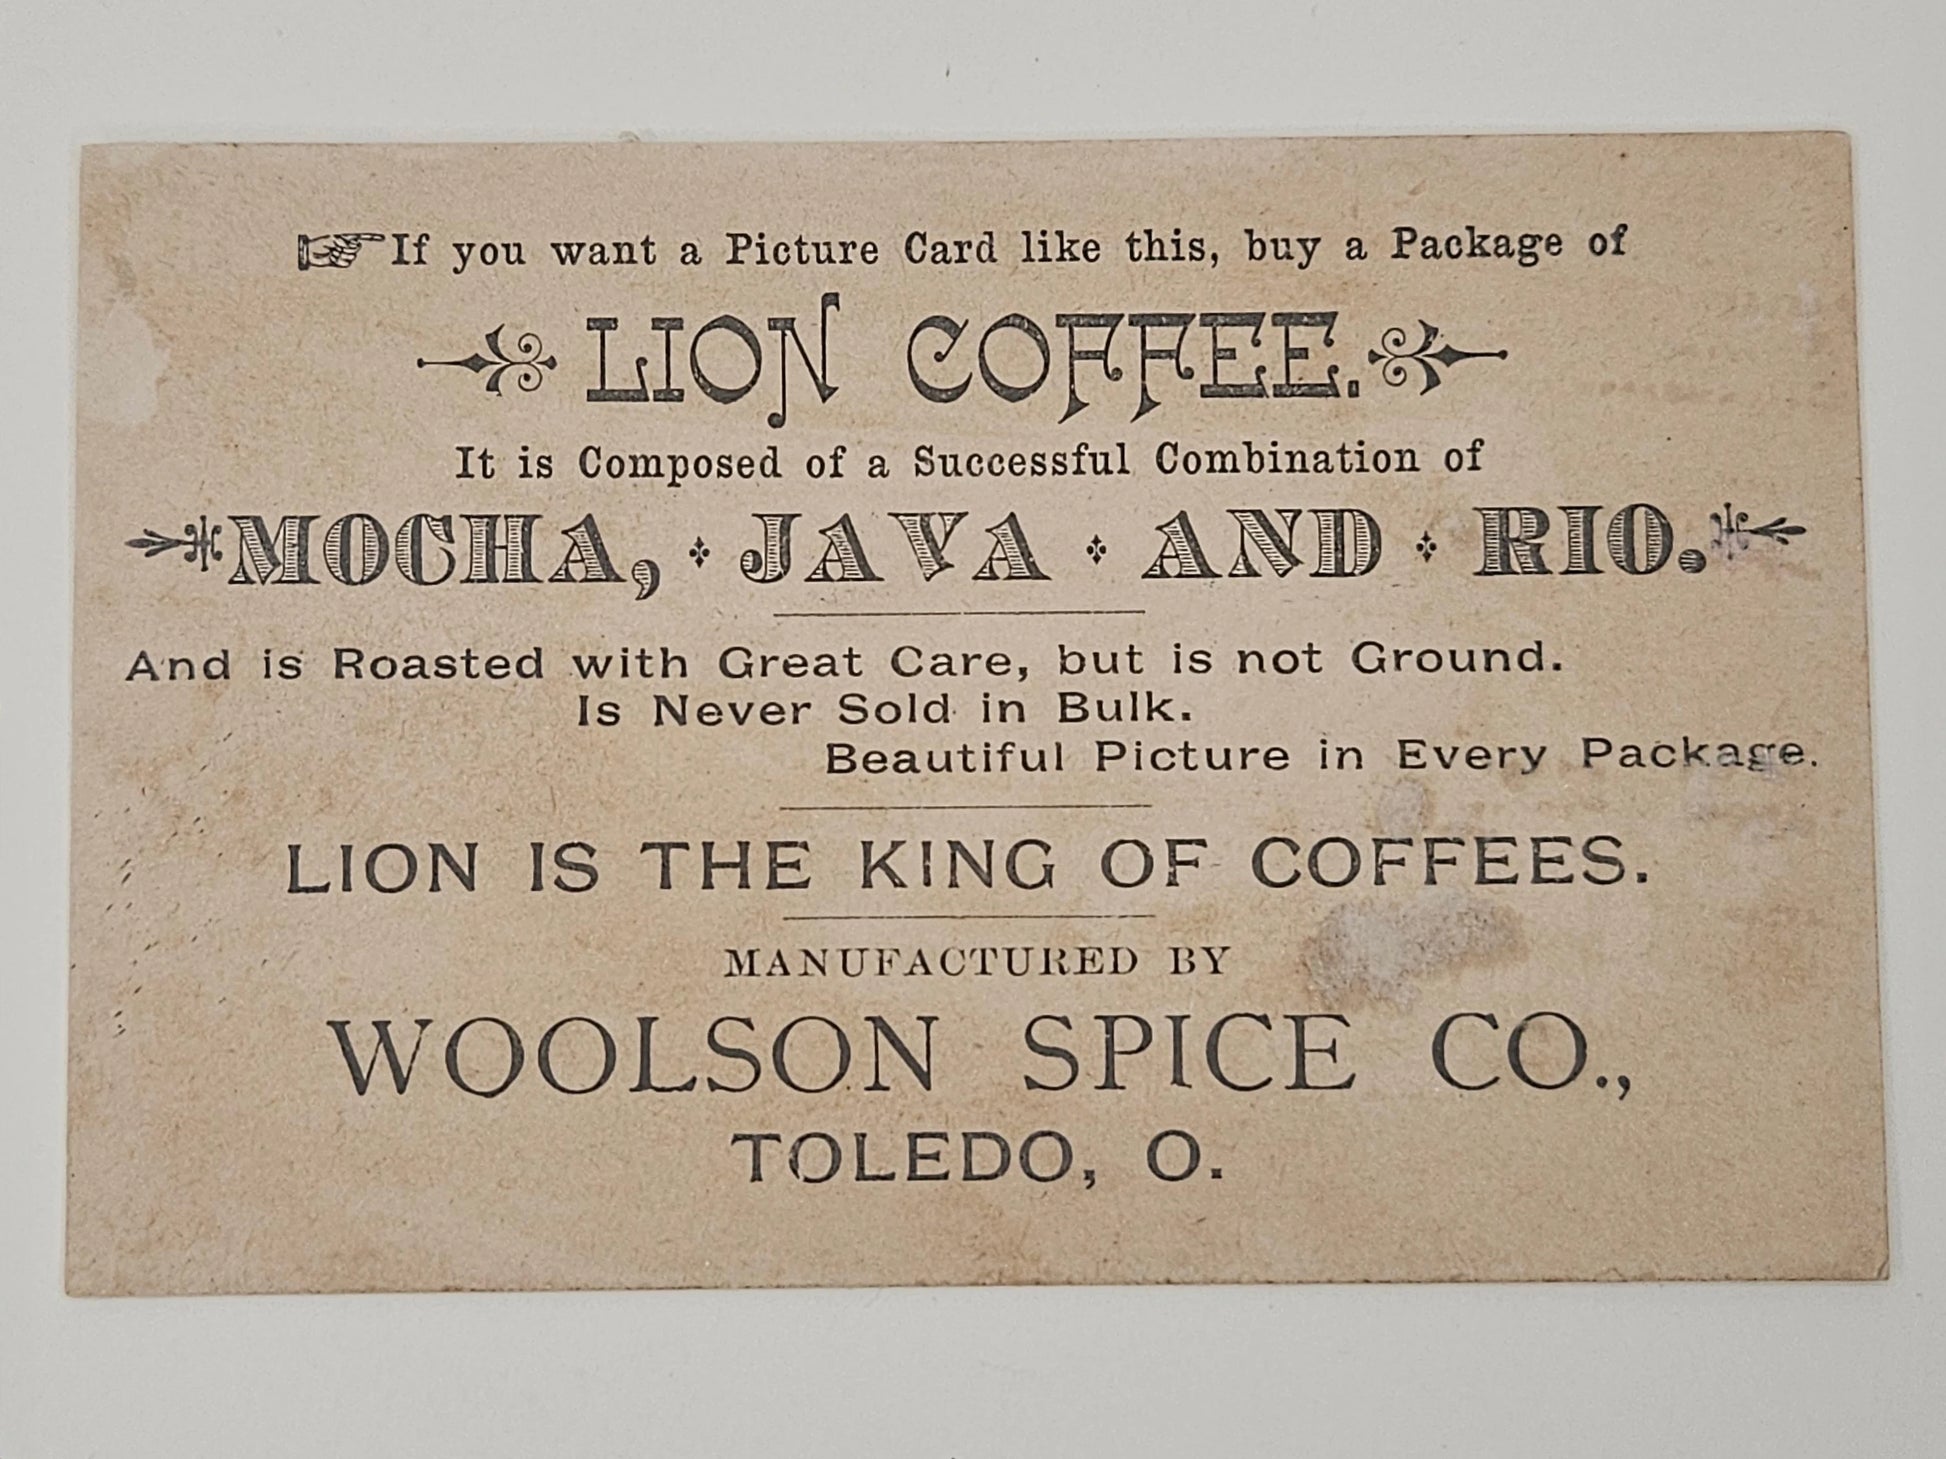 If you want a Picture Card like this, buy a Package of
LION COFFEE.
It is Composed of a Successful Combination of
MOCHA, JAVA AND RIO.
And is Roasted with Great Care, but is not Ground.
Is Never Sold in Bulk.
Beautiful Picture in Every Package.
LION IS THE KING OF COFFEES.
MANUFACTURED BY
WOOLSON SPICE CO.,
TOLEDO, O.